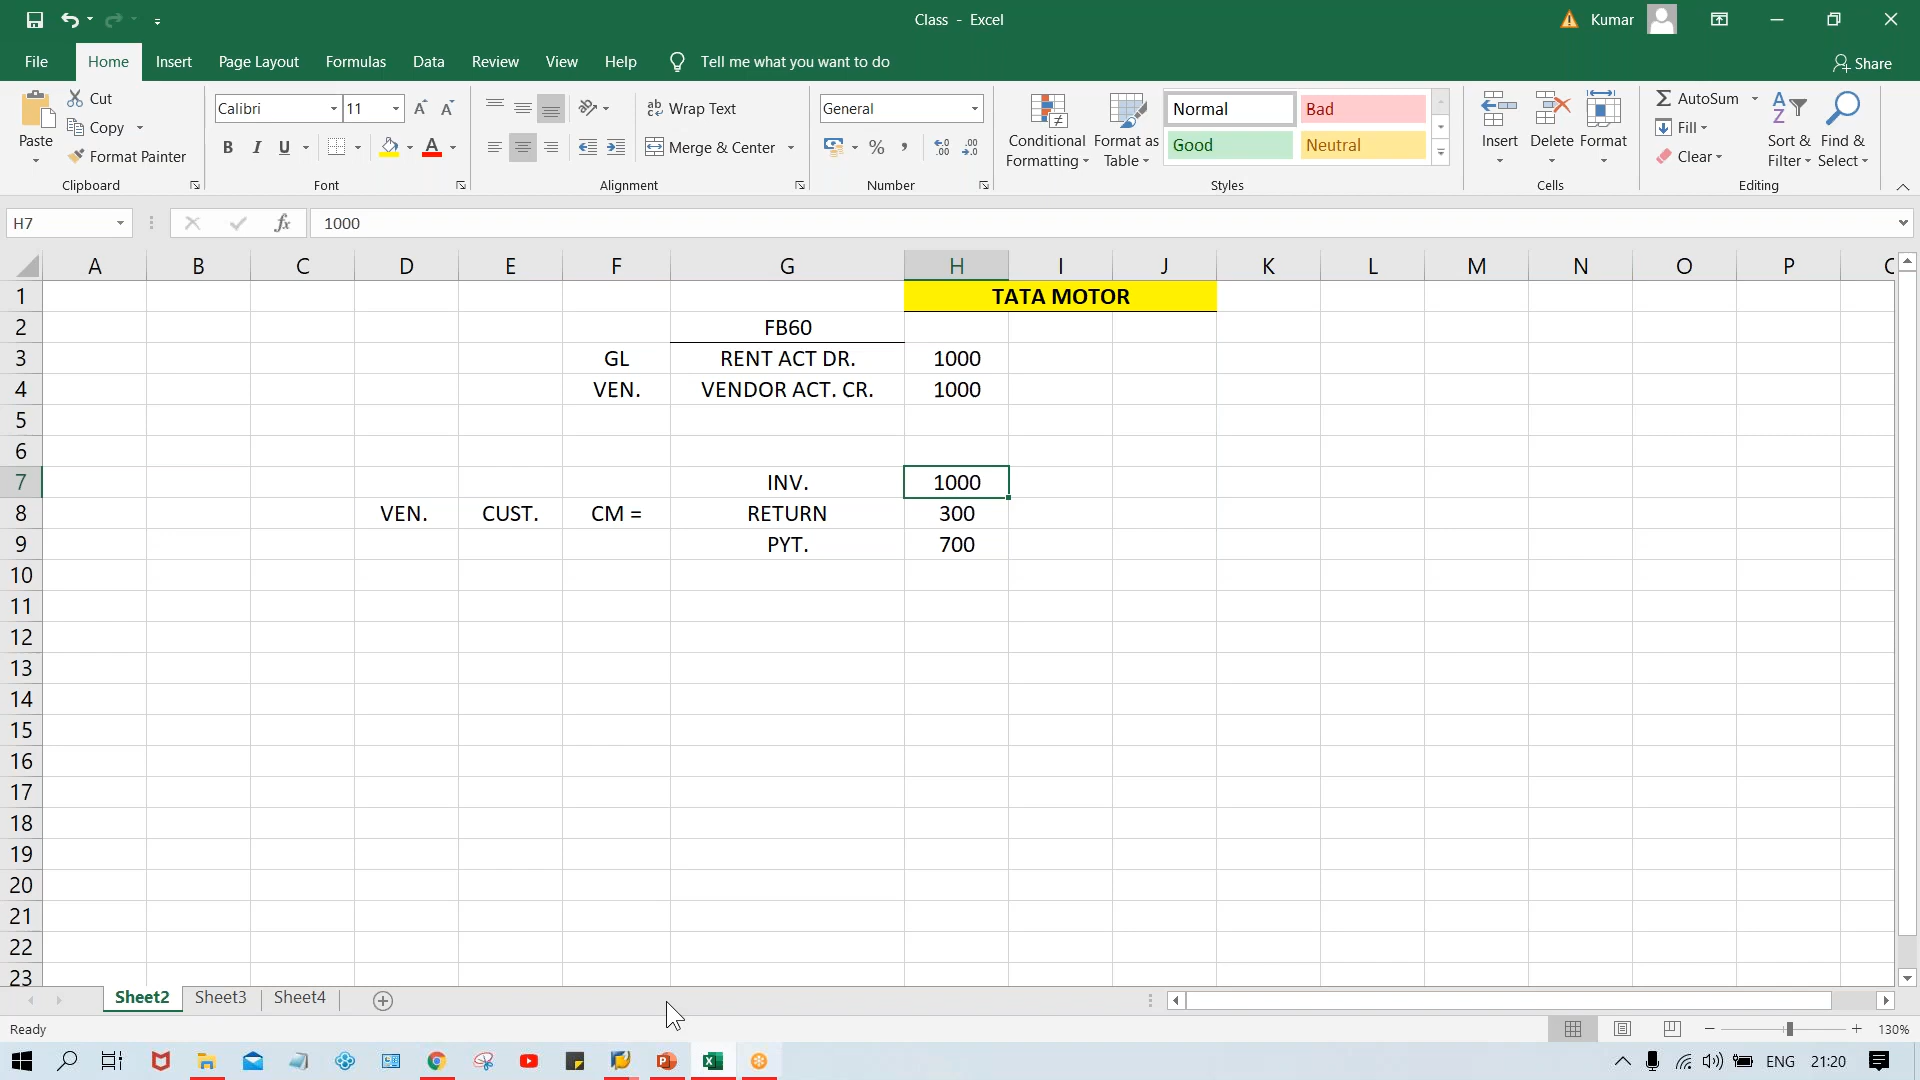 Class - Excel
Kumar
File Home Insert Page Layout Formulas Data Review View Help Tell me what you want to do
Share
Paste
Cut
Copy
Format Painter
Clipboard
Calibri 11
B I U
Font
Wrap Text
Merge & Center
Alignment
General
Number
Conditional Formatting
Format as Table
Normal Bad
Good Neutral
Styles
Insert Delete Format
Cells
AutoSum
Fill
Clear
Sort & Filter
Find & Select
Editing
H7 fx 1000
A B C D E F G H I J K L M N O P
1 TATA MOTOR
2 FB60
3 GL RENT ACT DR. 1000
4 VEN. VENDOR ACT. CR. 1000
5
6
7 INV. 1000
8 VEN. CUST. CM = RETURN 300
9 PYT. 700
10
11
12
13
14
15
16
17
18
19
20
21
22
23
Sheet2 Sheet3 Sheet4
Ready
130%
ENG 21:20